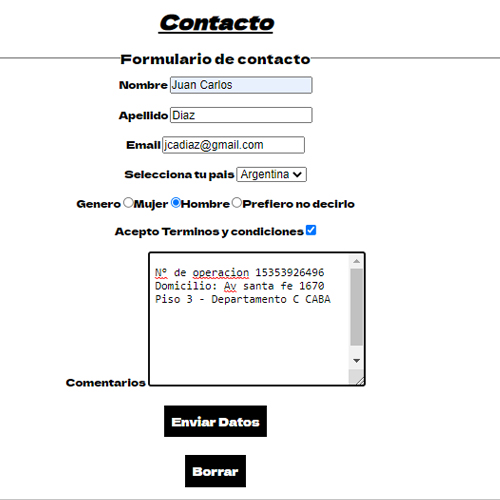 Contacto
Formulario de contacto
Nombre Juan Carlos
Apellido Diaz
Email jcadiaz@gmail.com
Selecciona tu pais Argentina
Genero Mujer Hombre Prefiero no decirlo
Acepto Terminos y condiciones
Nº de operacion 15353926496
Domicilio: Av santa fe 1670
Piso 3 - Departamento C CABA
Comentarios
Enviar Datos
Borrar